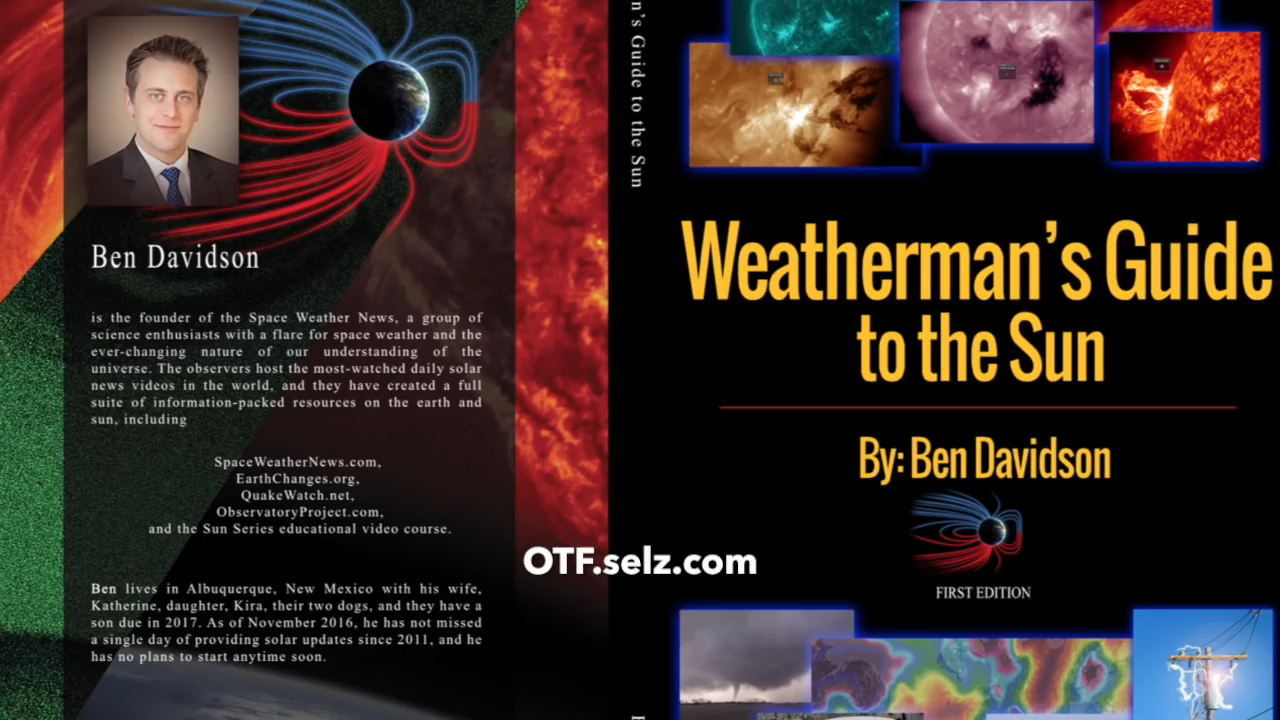 Ben Davidson
is the founder of the Space Weather News, a group of
science enthusiasts with a flare for space weather and the
ever-changing nature of our understanding of the
universe. The observers host the most-watched daily solar
news videos in the world, and they have created a full
suite of information-packed resources on the earth and
sun, including
SpaceWeatherNews.com,
EarthChanges.org,
QuakeWatch.net,
ObservatoryProject.com,
and the Sun Series educational video course.
Ben lives in Albuquerque, New Mexico with his wife,
Katherine, daughter, Kira, their two dogs, and they have a
son due in 2017. As of November 2016, he has not missed
a single day of providing solar updates since 2011, and he
has no plans to start anytime soon.
n's Guide to the Sun
Weatherman's Guide
to the Sun
By: Ben Davidson
FIRST EDITION
OTF.selz.com